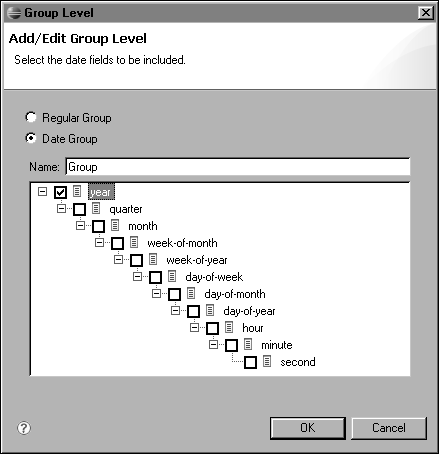 Group Level
Add/Edit Group Level
Select the date fields to be included.
Regular Group
Date Group
Name: Group
year
quarter
month
week-of-month
week-of-year
day-of-week
day-of-month
day-of-year
hour
minute
second
?
OK Cancel